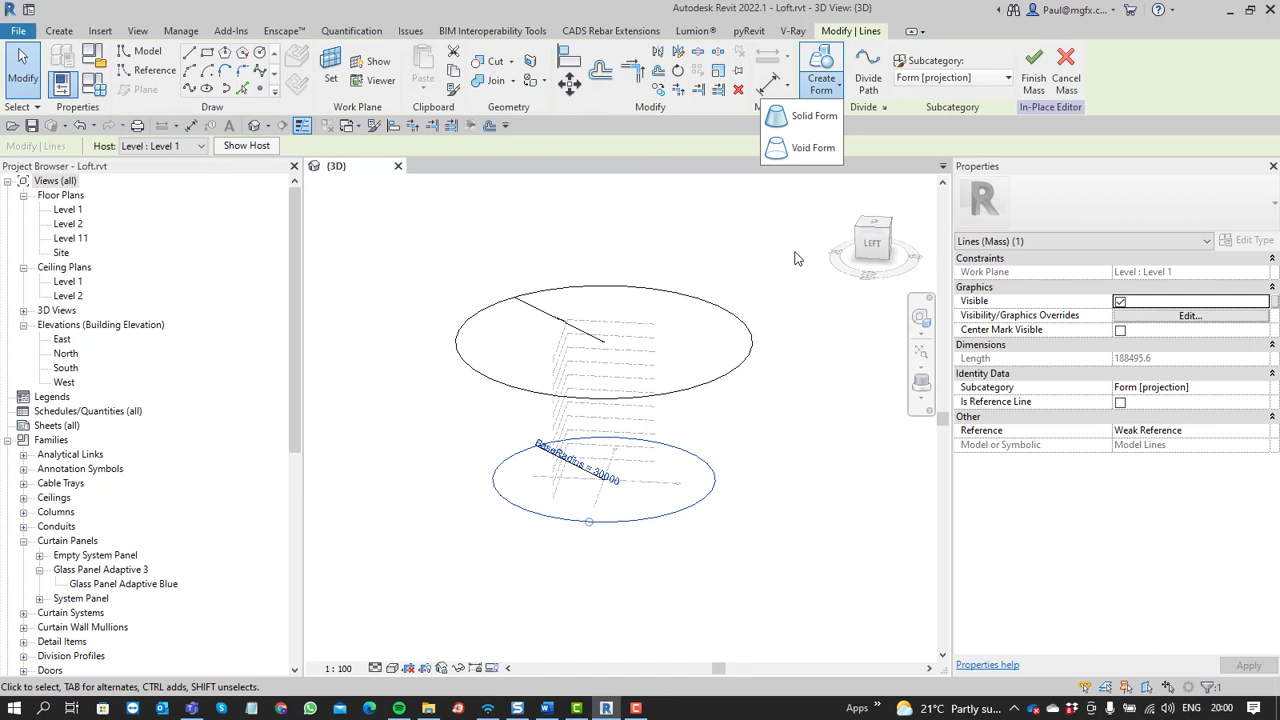 Autodesk Revit 2022.1 - Loft.rvt - 3D View: {3D}
Paul@mgfx.c...
File Create Insert View Manage Add-Ins Enscape™ Quantification Issues BIM Interoperability Tools CADS Rebar Extensions Lumion® pyRevit V-Ray Modify | Lines
Modify
Model
Reference
Plane
Set
Show
Viewer
Paste
Cut
Join
Create Form
Divide Path
Subcategory:
Form [projection]
Finish Mass
Cancel Mass
Select Properties Draw Work Plane Clipboard Geometry Modify Divide Subcategory In-Place Editor
Solid Form
Void Form
Modify | Lines Host: Level : Level 1 Show Host
Project Browser - Loft.rvt
Views (all)
Floor Plans
Level 1
Level 2
Level 11
Site
Ceiling Plans
Level 1
Level 2
3D Views
Elevations (Building Elevation)
East
North
South
West
Legends
Schedules/Quantities (all)
Sheets (all)
Families
Analytical Links
Annotation Symbols
Cable Trays
Ceilings
Columns
Conduits
Curtain Panels
Empty System Panel
Glass Panel Adaptive 3
Glass Panel Adaptive Blue
System Panel
Curtain Systems
Curtain Wall Mullions
Detail Items
Division Profiles
Doors
{3D}
LEFT
BaseRadius = 30000
1 : 100
Properties
R
Lines (Mass) (1) Edit Type
Constraints
Work Plane Level : Level 1
Graphics
Visible
Visibility/Graphics Overrides Edit...
Center Mark Visible
Dimensions
Length 188495.6
Identity Data
Subcategory Form [projection]
Is Reference Line
Other
Reference Weak Reference
Model or Symbolic Model Lines
Properties help Apply
Click to select, TAB for alternates, CTRL adds, SHIFT unselects.
:1
Apps 21°C Partly su... ENG 20:00